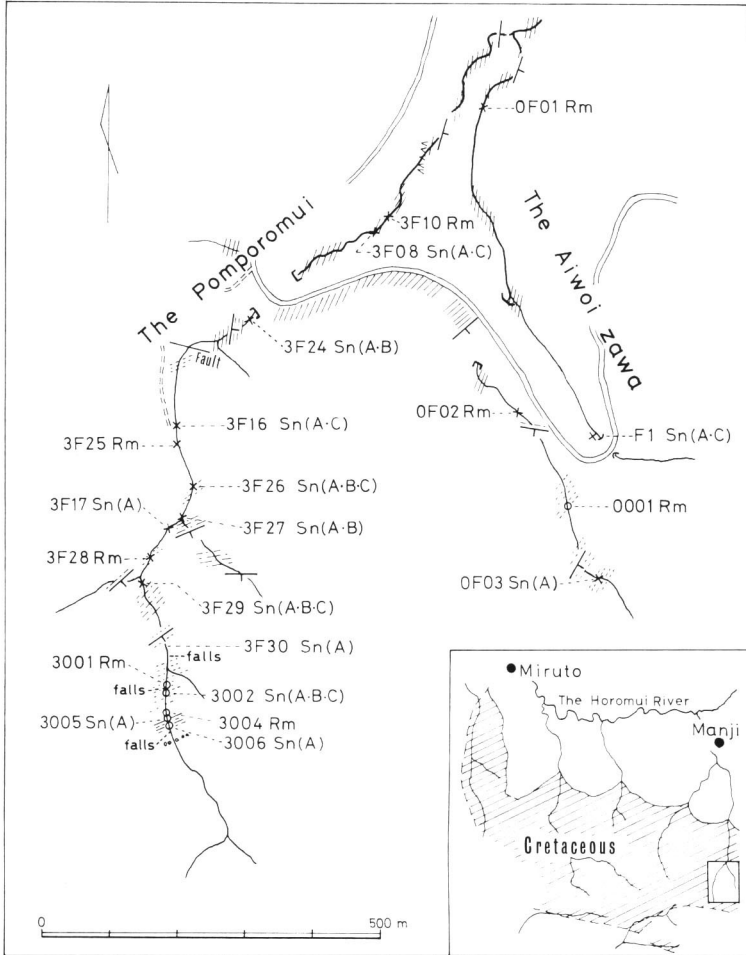 0F01 Rm
3F10 Rm
3F08 Sn(A·C)
The Pomporomui
The Aiwoi zawa
3F24 Sn(A·B)
Fault
3F16 Sn(A·C)
0F02 Rm
F1 Sn(A·C)
3F25 Rm
3F26 Sn(A·B·C)
0001 Rm
3F17 Sn(A)
3F27 Sn(A·B)
3F28 Rm
0F03 Sn(A)
3F29 Sn(A·B·C)
3F30 Sn(A)
falls
3001 Rm
falls
3002 Sn(A·B·C)
3005 Sn(A)
3004 Rm
falls
3006 Sn(A)
0
500 m
Miruto
The Horomui River
Manji
Cretaceous